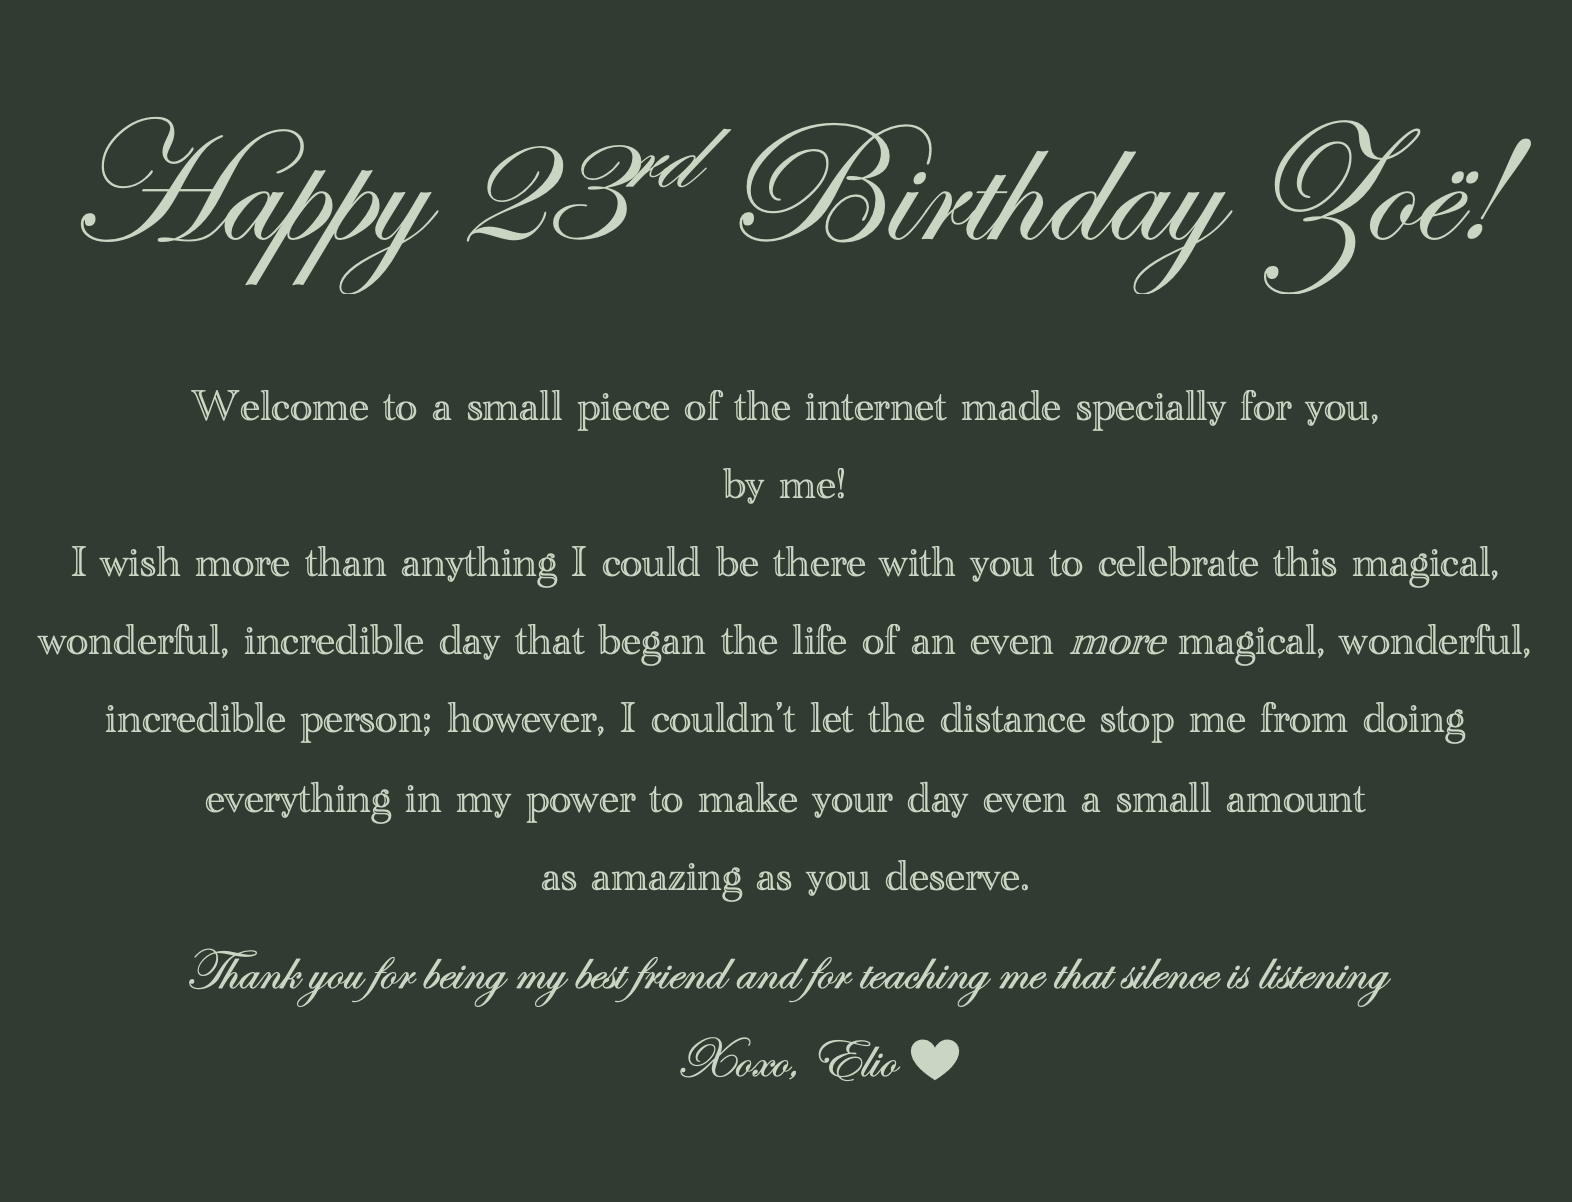 Happy 23rd Birthday Zoë!
Welcome to a small piece of the internet made specially for you,
by me!
I wish more than anything I could be there with you to celebrate this magical,
wonderful, incredible day that began the life of an even more magical, wonderful,
incredible person; however, I couldn't let the distance stop me from doing
everything in my power to make your day even a small amount
as amazing as you deserve.
Thank you for being my best friend and for teaching me that silence is listening
Xoxo, Elio ♥